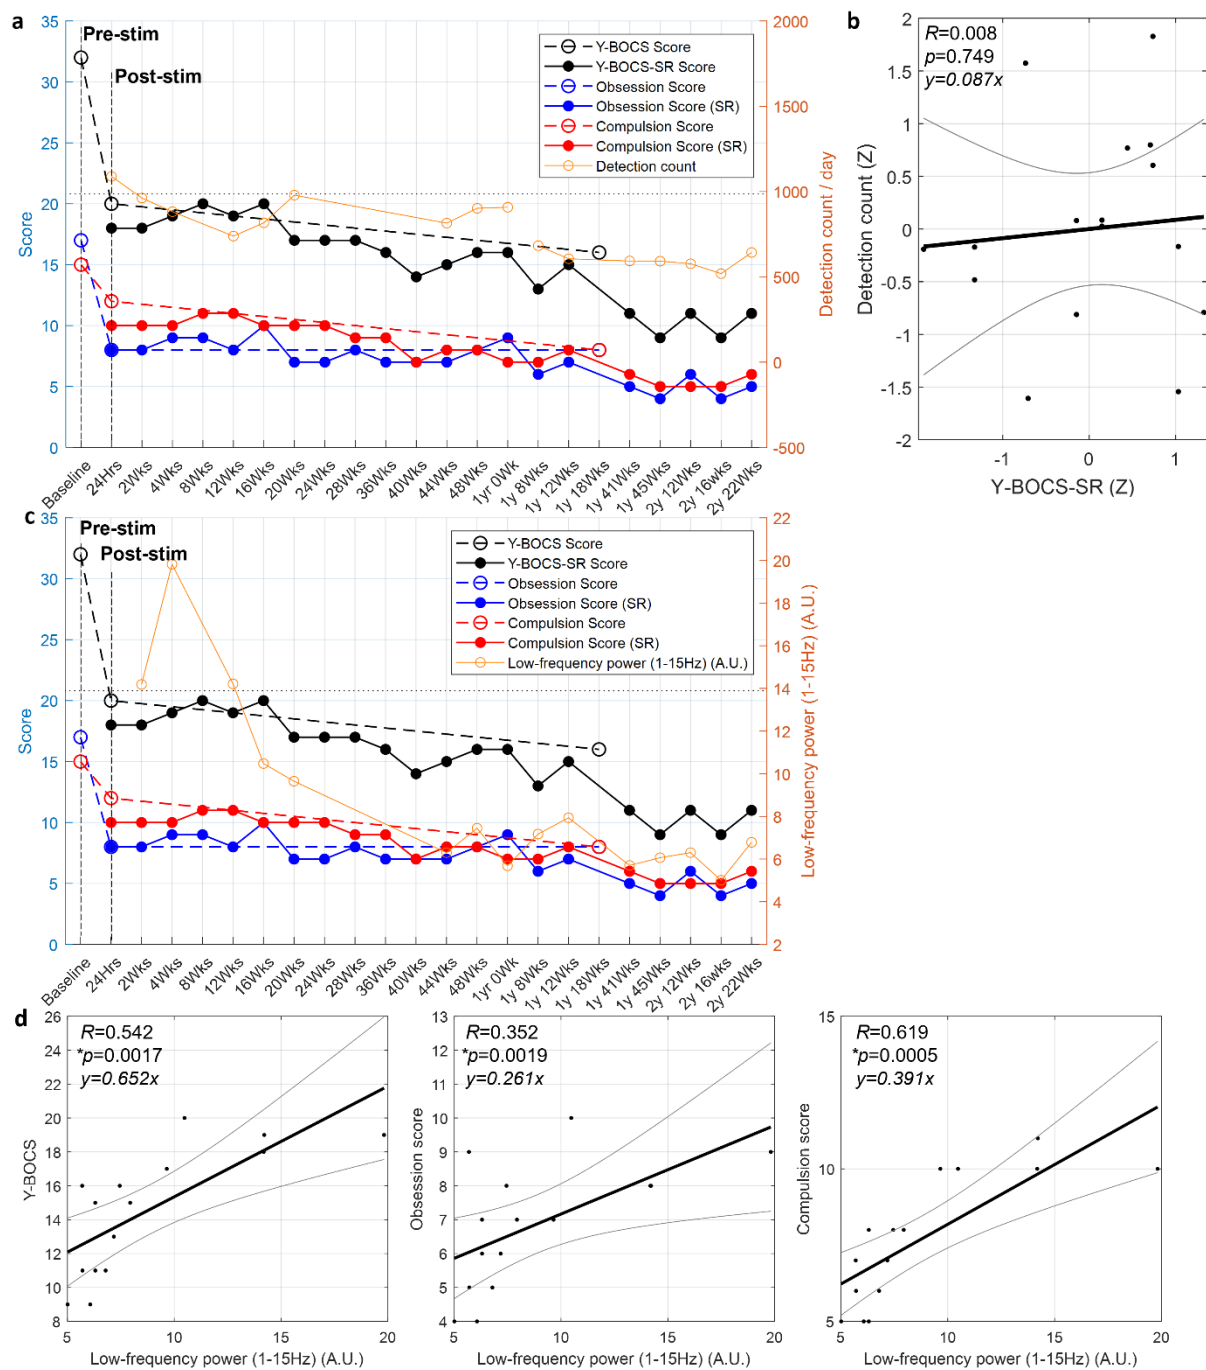 a
Pre-stim
Post-stim
Y-BOCS Score
Y-BOCS-SR Score
Obsession Score
Obsession Score (SR)
Compulsion Score
Compulsion Score (SR)
Detection count
35
30
25
20
15
10
5
0
Score
2000
1500
1000
500
0
-500
Detection count / day
Baseline
24Hrs
2Wks
4Wks
8Wks
12Wks
16Wks
20Wks
24Wks
28Wks
36Wks
40Wks
44Wks
48Wks
1yr 0Wk
1y 8Wks
1y 12Wks
1y 18Wks
1y 41Wks
1y 45Wks
2y 12Wks
2y 16wks
2y 22Wks
b
R=0.008
p=0.749
y=0.087x
2
1.5
1
0.5
0
-0.5
-1
-1.5
-2
Detection count (Z)
-1
0
1
Y-BOCS-SR (Z)
c
Pre-stim
Post-stim
Y-BOCS Score
Y-BOCS-SR Score
Obsession Score
Obsession Score (SR)
Compulsion Score
Compulsion Score (SR)
Low-frequency power (1-15Hz) (A.U.)
35
30
25
20
15
10
5
0
Score
22
20
18
16
14
12
10
8
6
4
2
Low-frequency power (1-15Hz) (A.U.)
Baseline
24Hrs
2Wks
4Wks
8Wks
12Wks
16Wks
20Wks
24Wks
28Wks
36Wks
40Wks
44Wks
48Wks
1yr 0Wk
1y 8Wks
1y 12Wks
1y 18Wks
1y 41Wks
1y 45Wks
2y 12Wks
2y 16wks
2y 22Wks
d
R=0.542
*p=0.0017
y=0.652x
26
24
22
20
18
16
14
12
10
8
Y-BOCS
5
10
15
20
Low-frequency power (1-15Hz) (A.U.)
R=0.352
*p=0.0019
y=0.261x
13
12
11
10
9
8
7
6
5
4
Obsession score
5
10
15
20
Low-frequency power (1-15Hz) (A.U.)
R=0.619
*p=0.0005
y=0.391x
15
10
5
Compulsion score
5
10
15
20
Low-frequency power (1-15Hz) (A.U.)